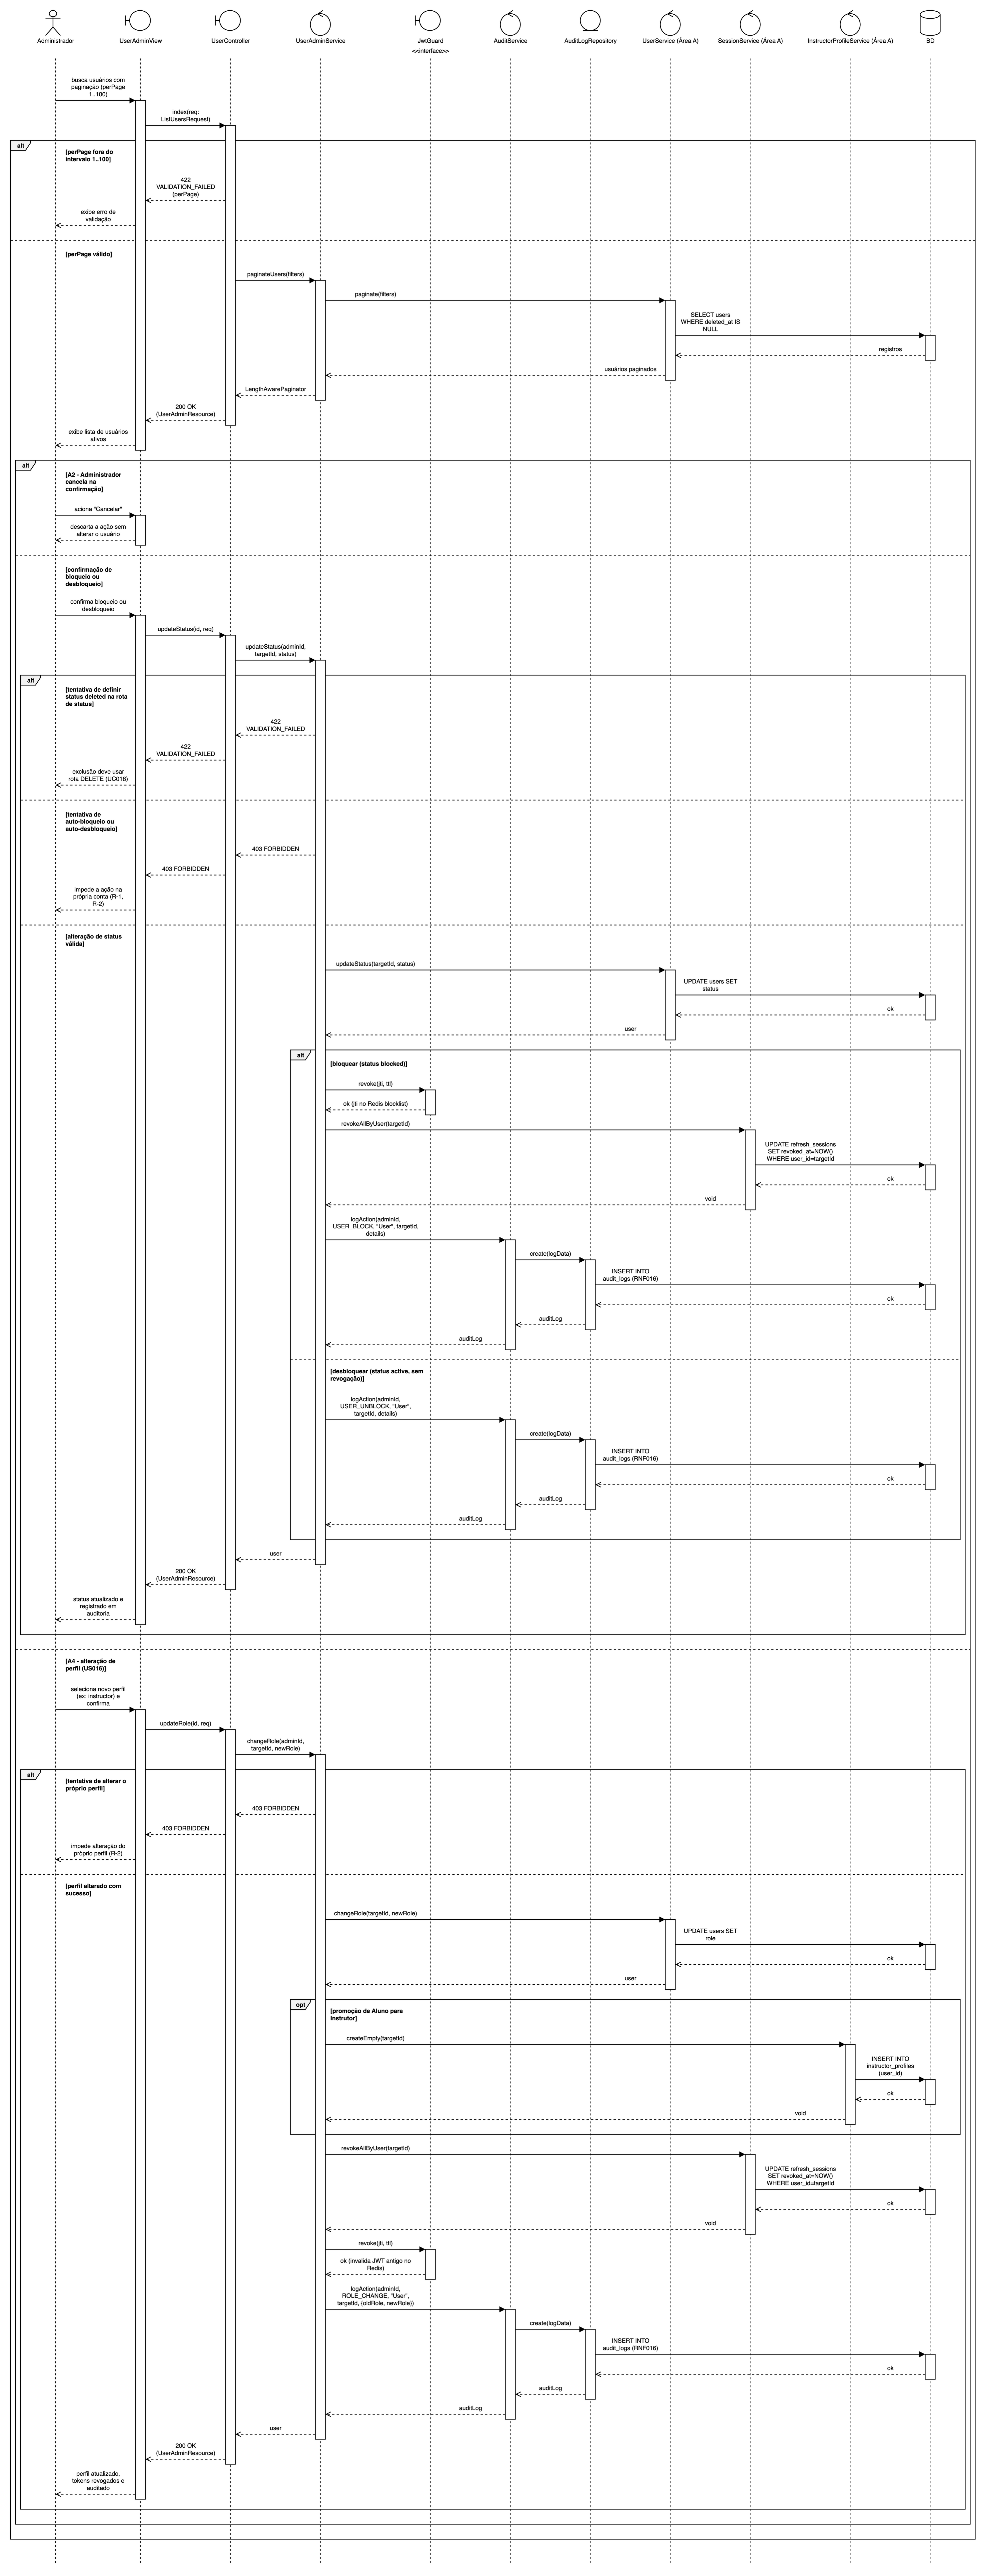 Administrador
UserAdminView
UserController
UserAdminService
JwtGuard
<<interface>>
AuditService
AuditLogRepository
UserService (Área A)
SessionService (Área A)
InstructorProfileService (Área A)
BD
busca usuários com
paginação (perPage
1..100)
index(req:
ListUsersRequest)
alt
[perPage fora do
intervalo 1..100]
422
VALIDATION_FAILED
(perPage)
exibe erro de
validação
[perPage válido]
paginateUsers(filters)
paginate(filters)
SELECT users
WHERE deleted_at IS
NULL
registros
usuários paginados
LengthAwarePaginator
200 OK
(UserAdminResource)
exibe lista de usuários
ativos
alt
[A2 - Administrador
cancela na
confirmação]
aciona "Cancelar"
descarta a ação sem
alterar o usuário
[confirmação de
bloqueio ou
desbloqueio]
confirma bloqueio ou
desbloqueio
updateStatus(id, req)
updateStatus(adminId,
targetId, status)
alt
[tentativa de definir
status deleted na rota
de status]
422
VALIDATION_FAILED
422
VALIDATION_FAILED
exclusão deve usar
rota DELETE (UC018)
[tentativa de
auto-bloqueio ou
auto-desbloqueio]
403 FORBIDDEN
403 FORBIDDEN
impede a ação na
própria conta (R-1,
R-2)
[alteração de status
válida]
updateStatus(targetId, status)
UPDATE users SET
status
ok
user
alt
[bloquear (status blocked)]
revoke(jti, ttl)
ok (jti no Redis blocklist)
revokeAllByUser(targetId)
UPDATE refresh_sessions
SET revoked_at=NOW()
WHERE user_id=targetId
ok
void
logAction(adminId,
USER_BLOCK, "User", targetId,
details)
create(logData)
INSERT INTO
audit_logs (RNF016)
ok
auditLog
auditLog
[desbloquear (status active, sem
revogação)]
logAction(adminId,
USER_UNBLOCK, "User",
targetId, details)
create(logData)
INSERT INTO
audit_logs (RNF016)
ok
auditLog
auditLog
user
200 OK
(UserAdminResource)
status atualizado e
registrado em
auditoria
[A4 - alteração de
perfil (US016)]
seleciona novo perfil
(ex: instructor) e
confirma
updateRole(id, req)
changeRole(adminId,
targetId, newRole)
alt
[tentativa de alterar o
próprio perfil]
403 FORBIDDEN
403 FORBIDDEN
impede alteração do
próprio perfil (R-2)
[perfil alterado com
sucesso]
changeRole(targetId, newRole)
UPDATE users SET
role
ok
user
opt
[promoção de Aluno para
Instrutor]
createEmpty(targetId)
INSERT INTO
instructor_profiles
(user_id)
ok
void
revokeAllByUser(targetId)
UPDATE refresh_sessions
SET revoked_at=NOW()
WHERE user_id=targetId
ok
void
revoke(jti, ttl)
ok (invalida JWT antigo no
Redis)
logAction(adminId,
ROLE_CHANGE, "User",
targetId, {oldRole, newRole})
create(logData)
INSERT INTO
audit_logs (RNF016)
ok
auditLog
auditLog
user
200 OK
(UserAdminResource)
perfil atualizado,
tokens revogados e
auditado